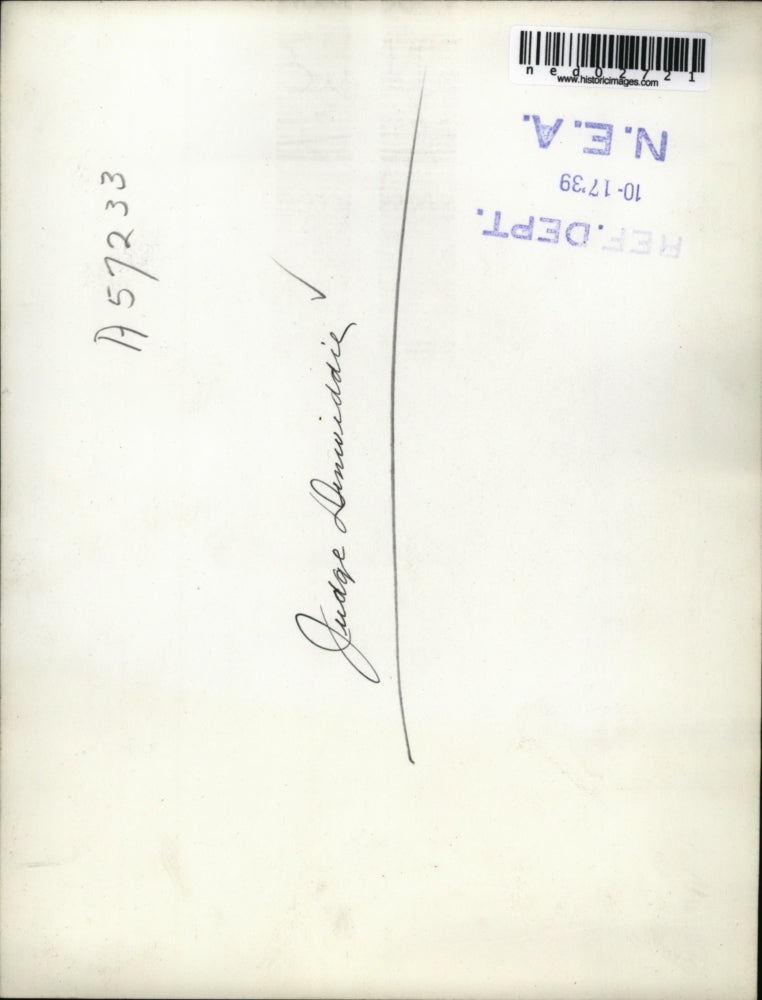 ned02721
www.historicimages.com
N.E.A.
10-17'39
REF. DEPT.
A57233
Judge Dinwiddie